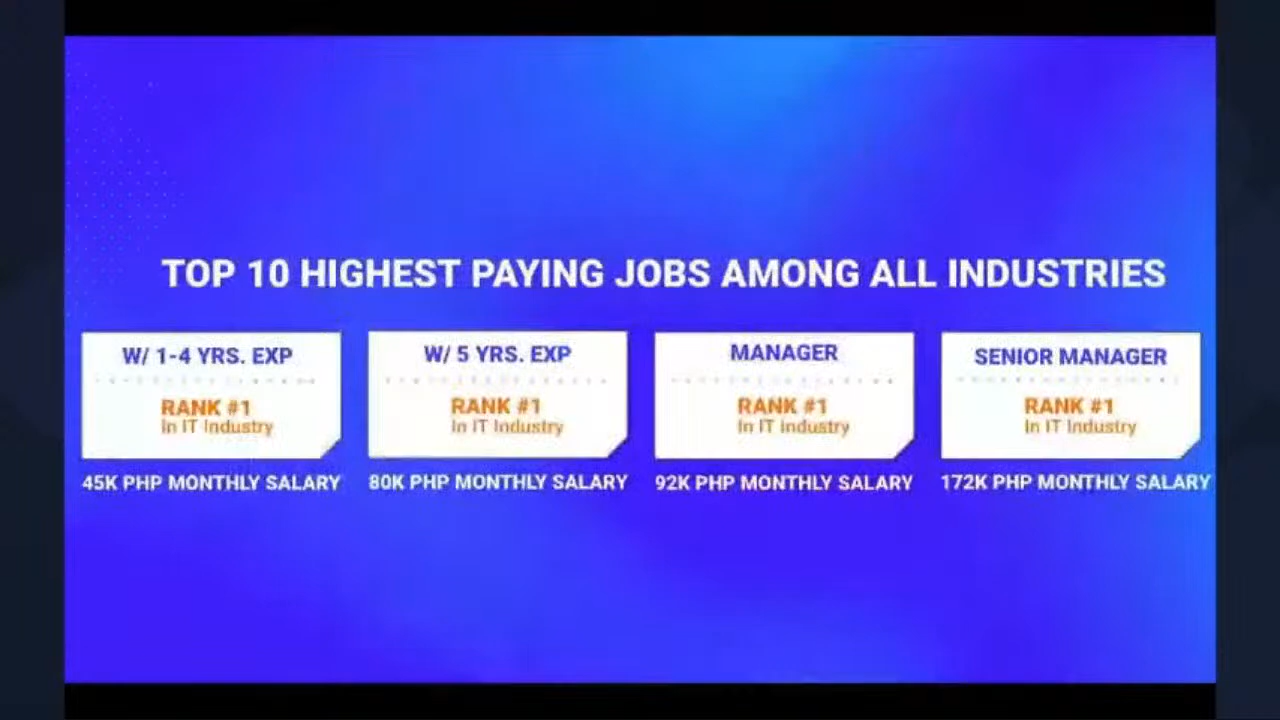 TOP 10 HIGHEST PAYING JOBS AMONG ALL INDUSTRIES
W/ 1-4 YRS. EXP
RANK #1
In IT Industry
45K PHP MONTHLY SALARY
W/ 5 YRS. EXP
RANK #1
In IT Industry
80K PHP MONTHLY SALARY
MANAGER
RANK #1
In IT Industry
92K PHP MONTHLY SALARY
SENIOR MANAGER
RANK #1
In IT Industry
172K PHP MONTHLY SALARY